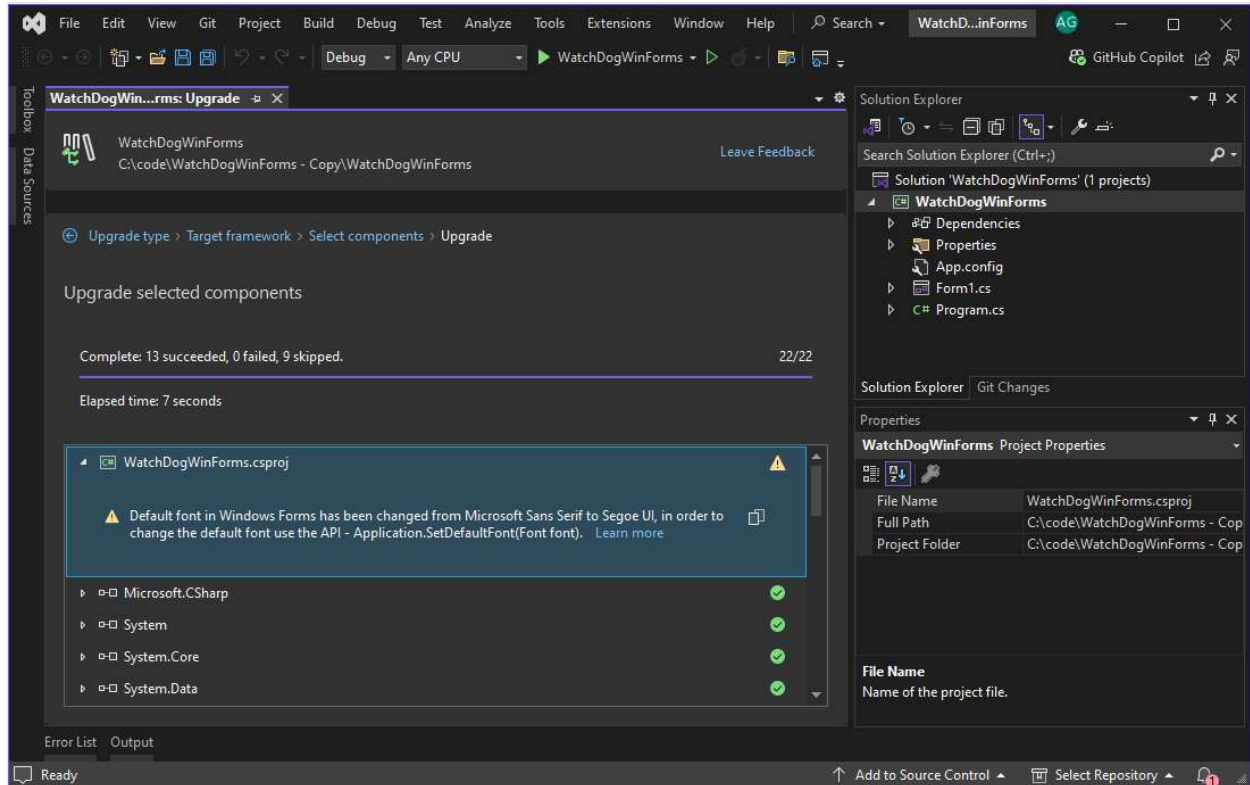 File Edit View Git Project Build Debug Test Analyze Tools Extensions Window Help Search WatchD...inForms AG
Debug Any CPU WatchDogWinForms GitHub Copilot
Toolbox
Data Sources
WatchDogWin...rms: Upgrade
WatchDogWinForms
C:\code\WatchDogWinForms - Copy\WatchDogWinForms
Leave Feedback
Upgrade type > Target framework > Select components > Upgrade
Upgrade selected components
Complete: 13 succeeded, 0 failed, 9 skipped. 22/22
Elapsed time: 7 seconds
C# WatchDogWinForms.csproj
Default font in Windows Forms has been changed from Microsoft Sans Serif to Segoe UI, in order to
change the default font use the API - Application.SetDefaultFont(Font font). Learn more
Microsoft.CSharp
System
System.Core
System.Data
Solution Explorer
Search Solution Explorer (Ctrl+;)
Solution 'WatchDogWinForms' (1 projects)
C# WatchDogWinForms
Dependencies
Properties
App.config
Form1.cs
C# Program.cs
Solution Explorer Git Changes
Properties
WatchDogWinForms Project Properties
File Name WatchDogWinForms.csproj
Full Path C:\code\WatchDogWinForms - Cop
Project Folder C:\code\WatchDogWinForms - Cop
File Name
Name of the project file.
Error List Output
Ready Add to Source Control Select Repository 1